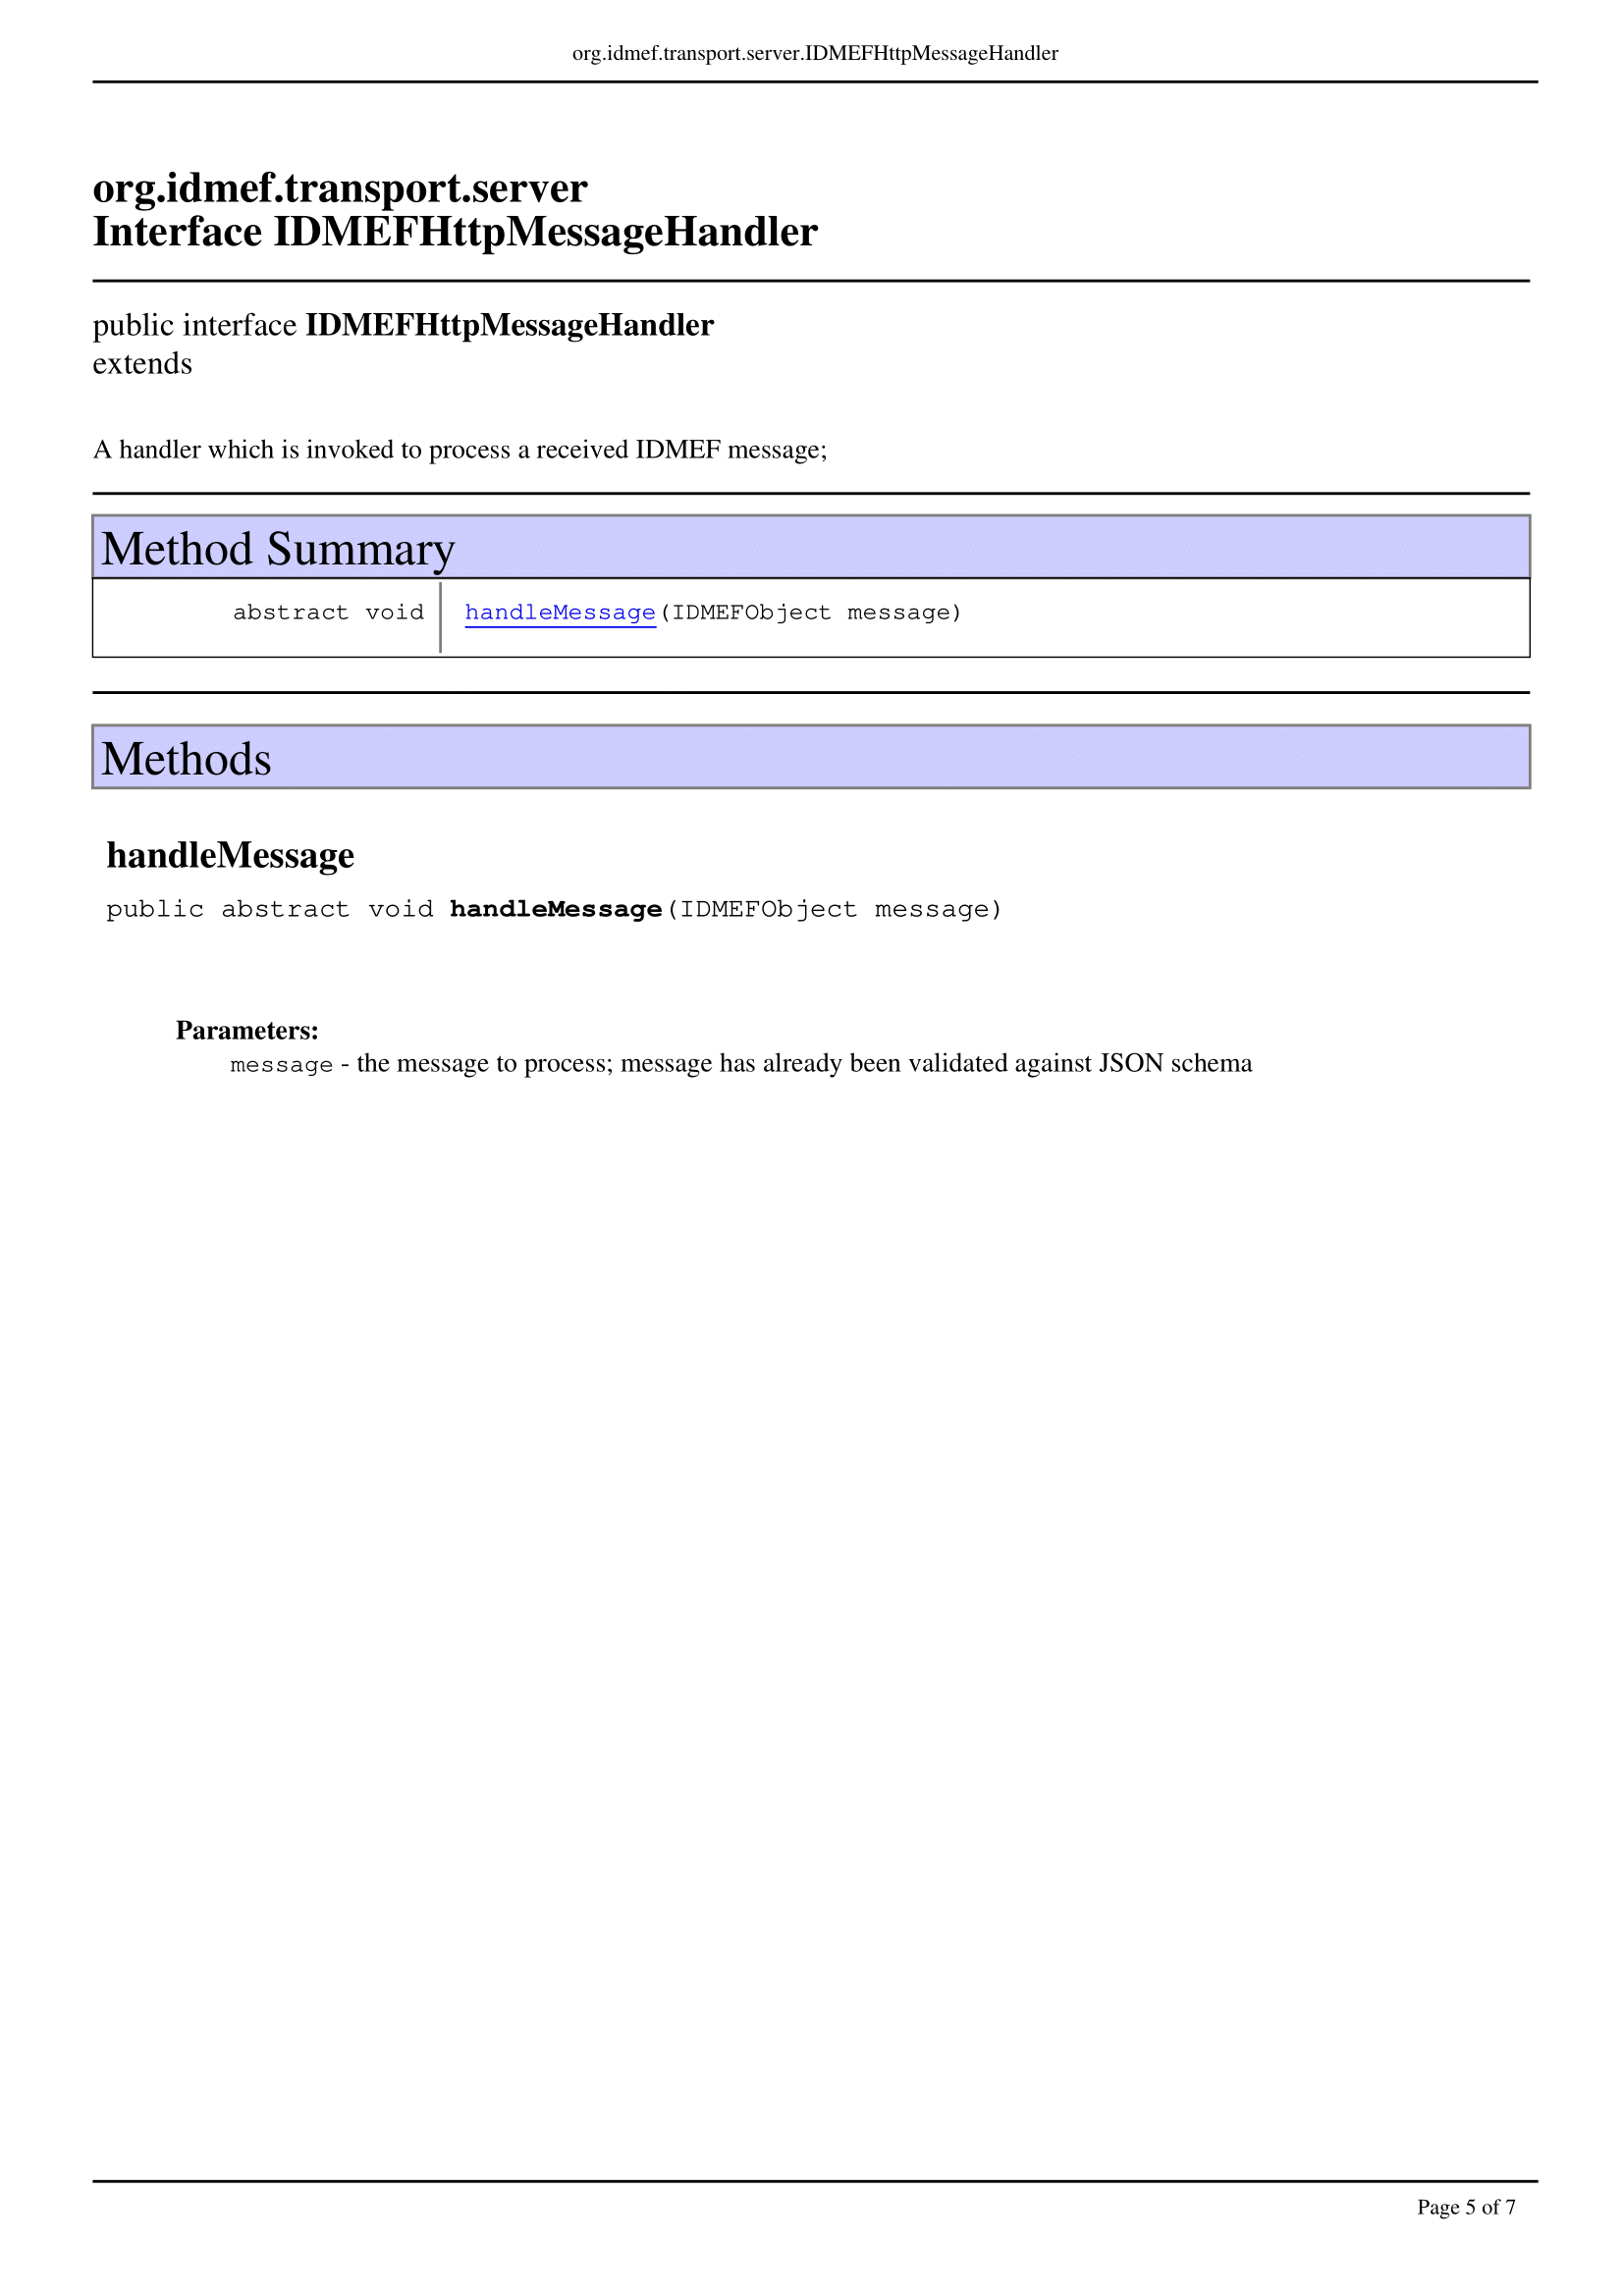 org.idmef.transport.server.IDMEFHttpMessageHandler
org.idmef.transport.server
Interface IDMEFHttpMessageHandler
public interface IDMEFHttpMessageHandler
extends
A handler which is invoked to process a received IDMEF message;
Method Summary
abstract void handleMessage(IDMEFObject message)
Methods
handleMessage
public abstract void handleMessage(IDMEFObject message)
Parameters:
message - the message to process; message has already been validated against JSON schema
Page 5 of 7